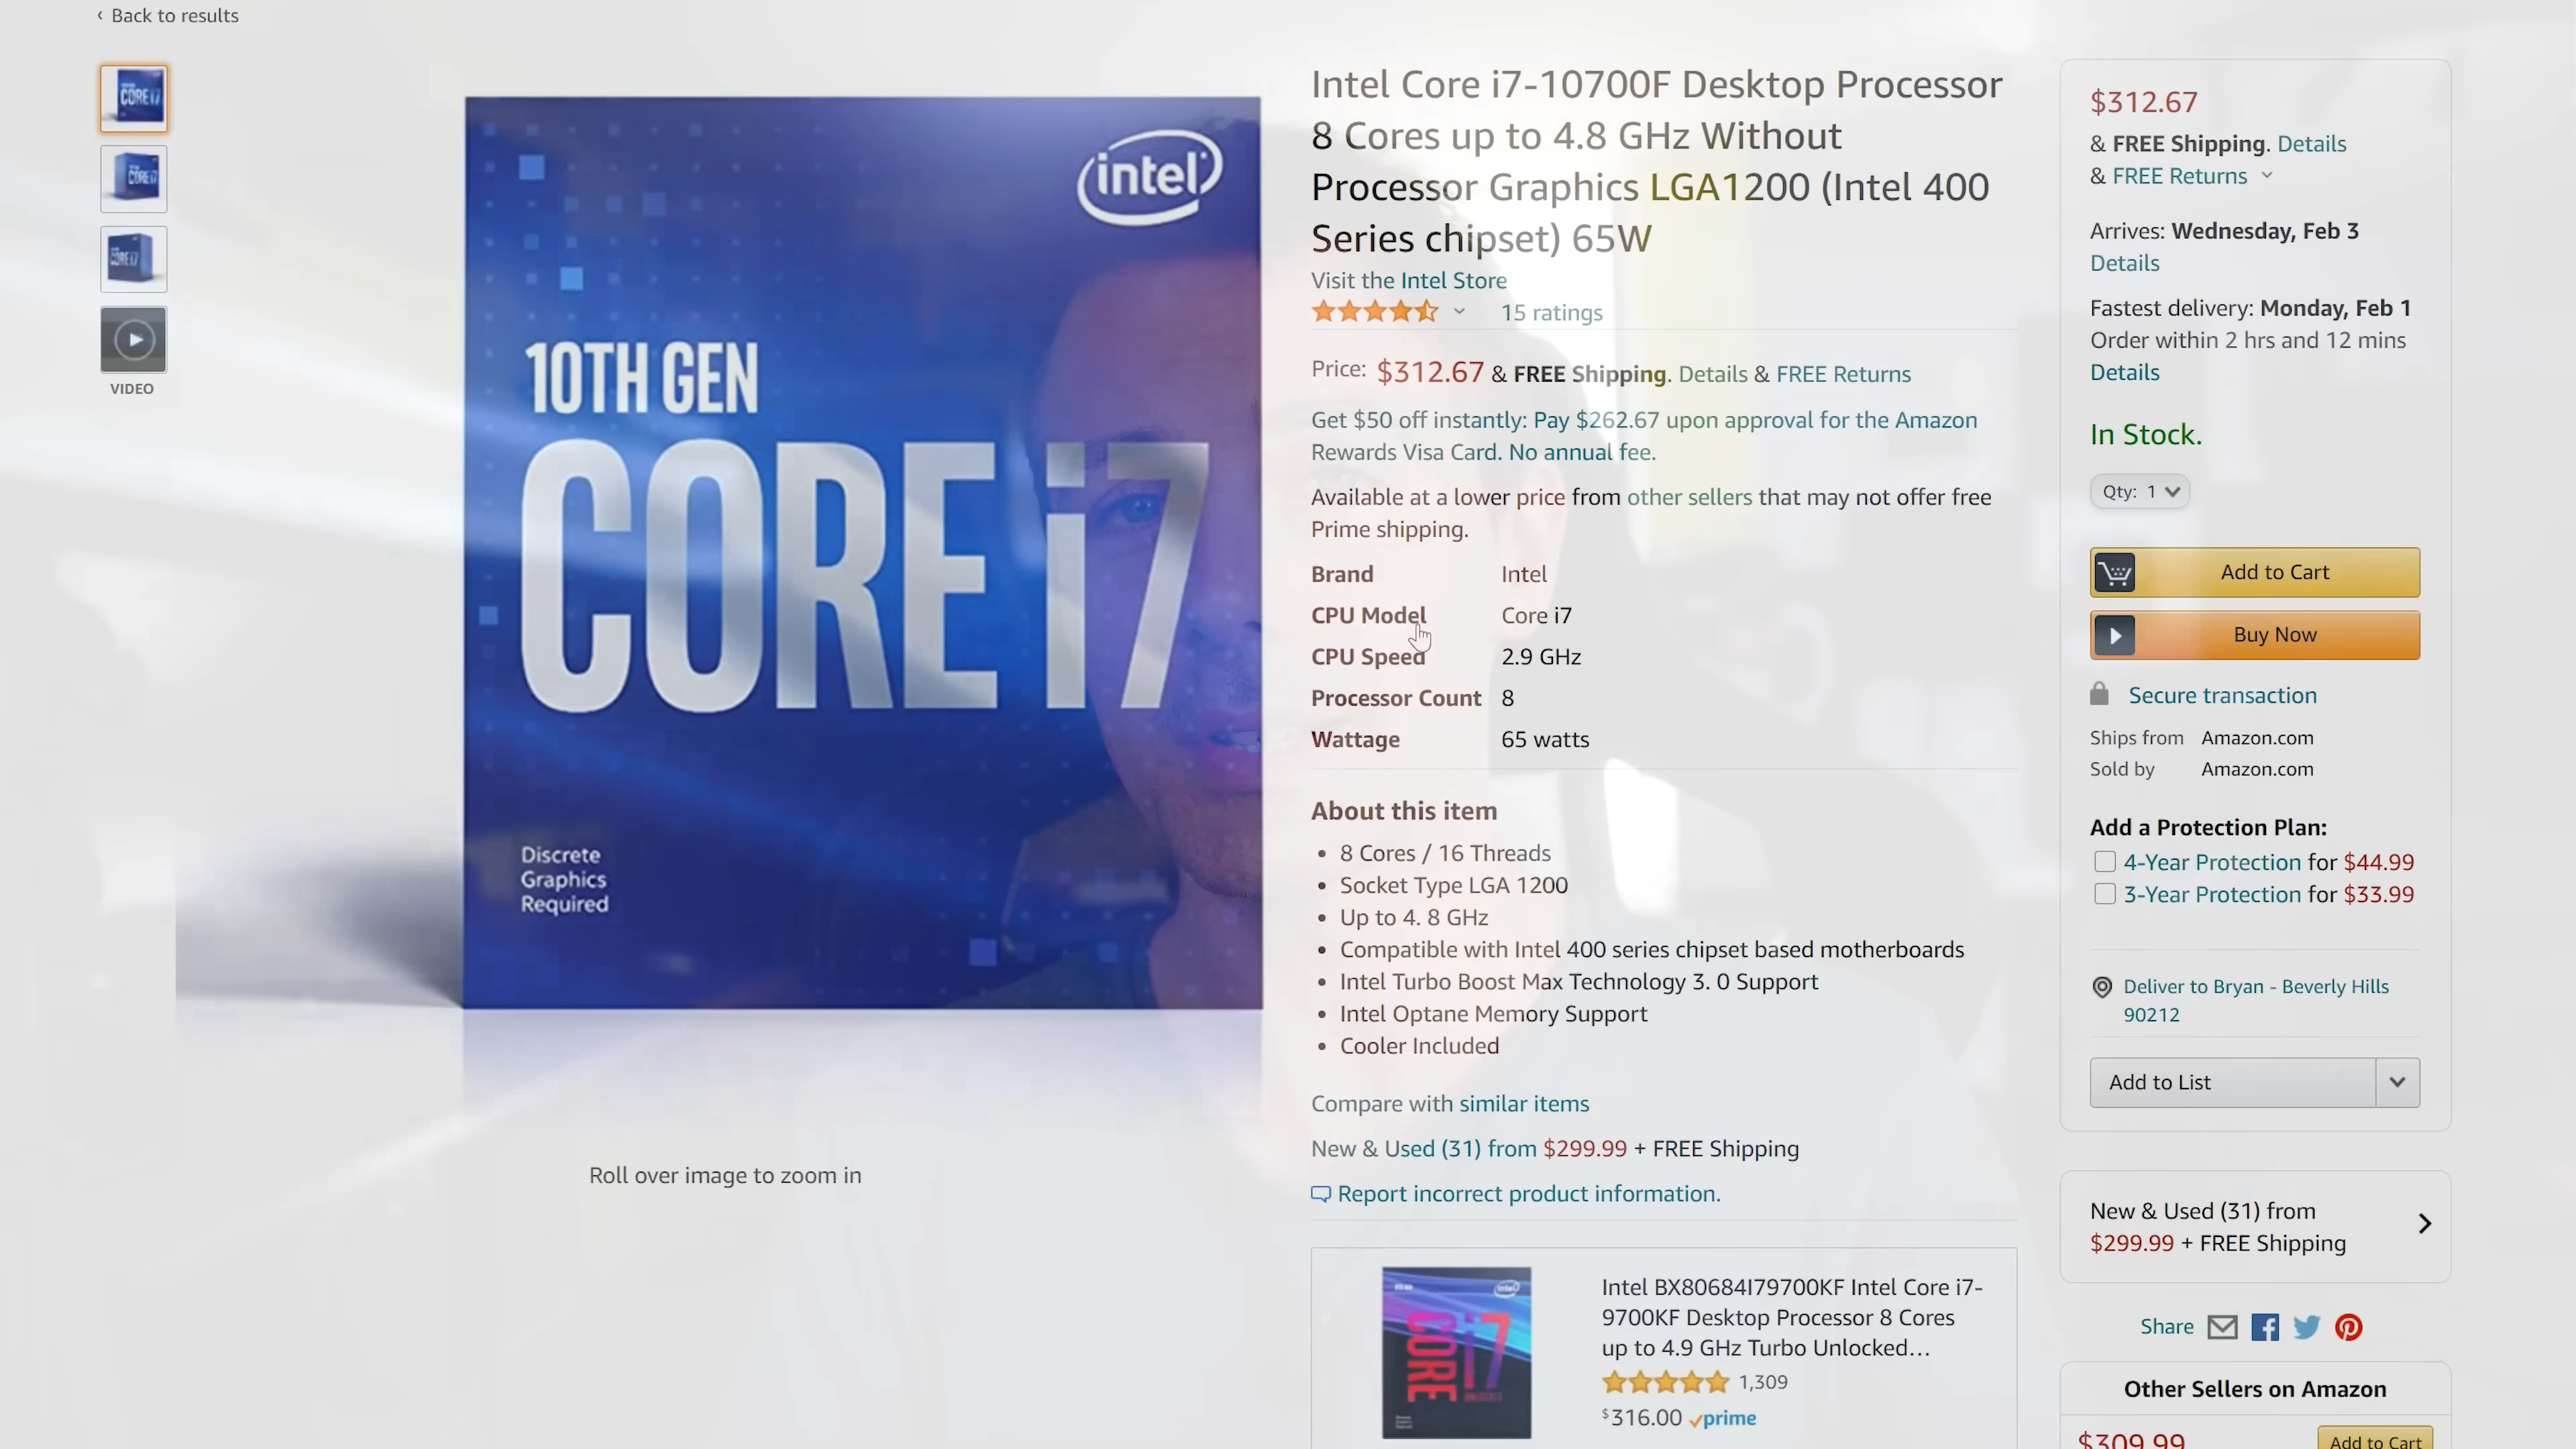 ‹ Back to results
CORE i7
CORE i7
CORE i7
VIDEO
intel
10TH GEN
CORE i7
Discrete
Graphics
Required
Roll over image to zoom in
Intel Core i7-10700F Desktop Processor
8 Cores up to 4.8 GHz Without
Processor Graphics LGA1200 (Intel 400
Series chipset) 65W
Visit the Intel Store
15 ratings
Price: $312.67 & FREE Shipping. Details & FREE Returns
Get $50 off instantly: Pay $262.67 upon approval for the Amazon
Rewards Visa Card. No annual fee.
Available at a lower price from other sellers that may not offer free
Prime shipping.
Brand Intel
CPU Model Core i7
CPU Speed 2.9 GHz
Processor Count 8
Wattage 65 watts
About this item
• 8 Cores / 16 Threads
• Socket Type LGA 1200
• Up to 4. 8 GHz
• Compatible with Intel 400 series chipset based motherboards
• Intel Turbo Boost Max Technology 3. 0 Support
• Intel Optane Memory Support
• Cooler Included
Compare with similar items
New & Used (31) from $299.99 + FREE Shipping
Report incorrect product information.
intel
CORE i7
Intel BX80684I79700KF Intel Core i7-
9700KF Desktop Processor 8 Cores
up to 4.9 GHz Turbo Unlocked…
1,309
$316.00 prime
$312.67
& FREE Shipping. Details
& FREE Returns
Arrives: Wednesday, Feb 3
Details
Fastest delivery: Monday, Feb 1
Order within 2 hrs and 12 mins
Details
In Stock.
Qty: 1
Add to Cart
Buy Now
Secure transaction
Ships from Amazon.com
Sold by Amazon.com
Add a Protection Plan:
4-Year Protection for $44.99
3-Year Protection for $33.99
Deliver to Bryan - Beverly Hills
90212
Add to List
New & Used (31) from
$299.99 + FREE Shipping
Share
Other Sellers on Amazon
$309.99
Add to Cart